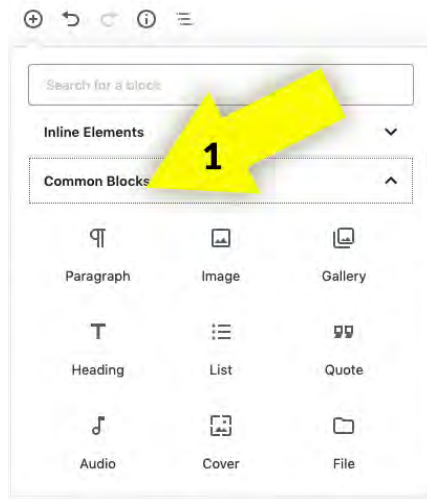 Search for a block
Inline Elements
1
Common Blocks
Paragraph Image Gallery
Heading List Quote
Audio Cover File